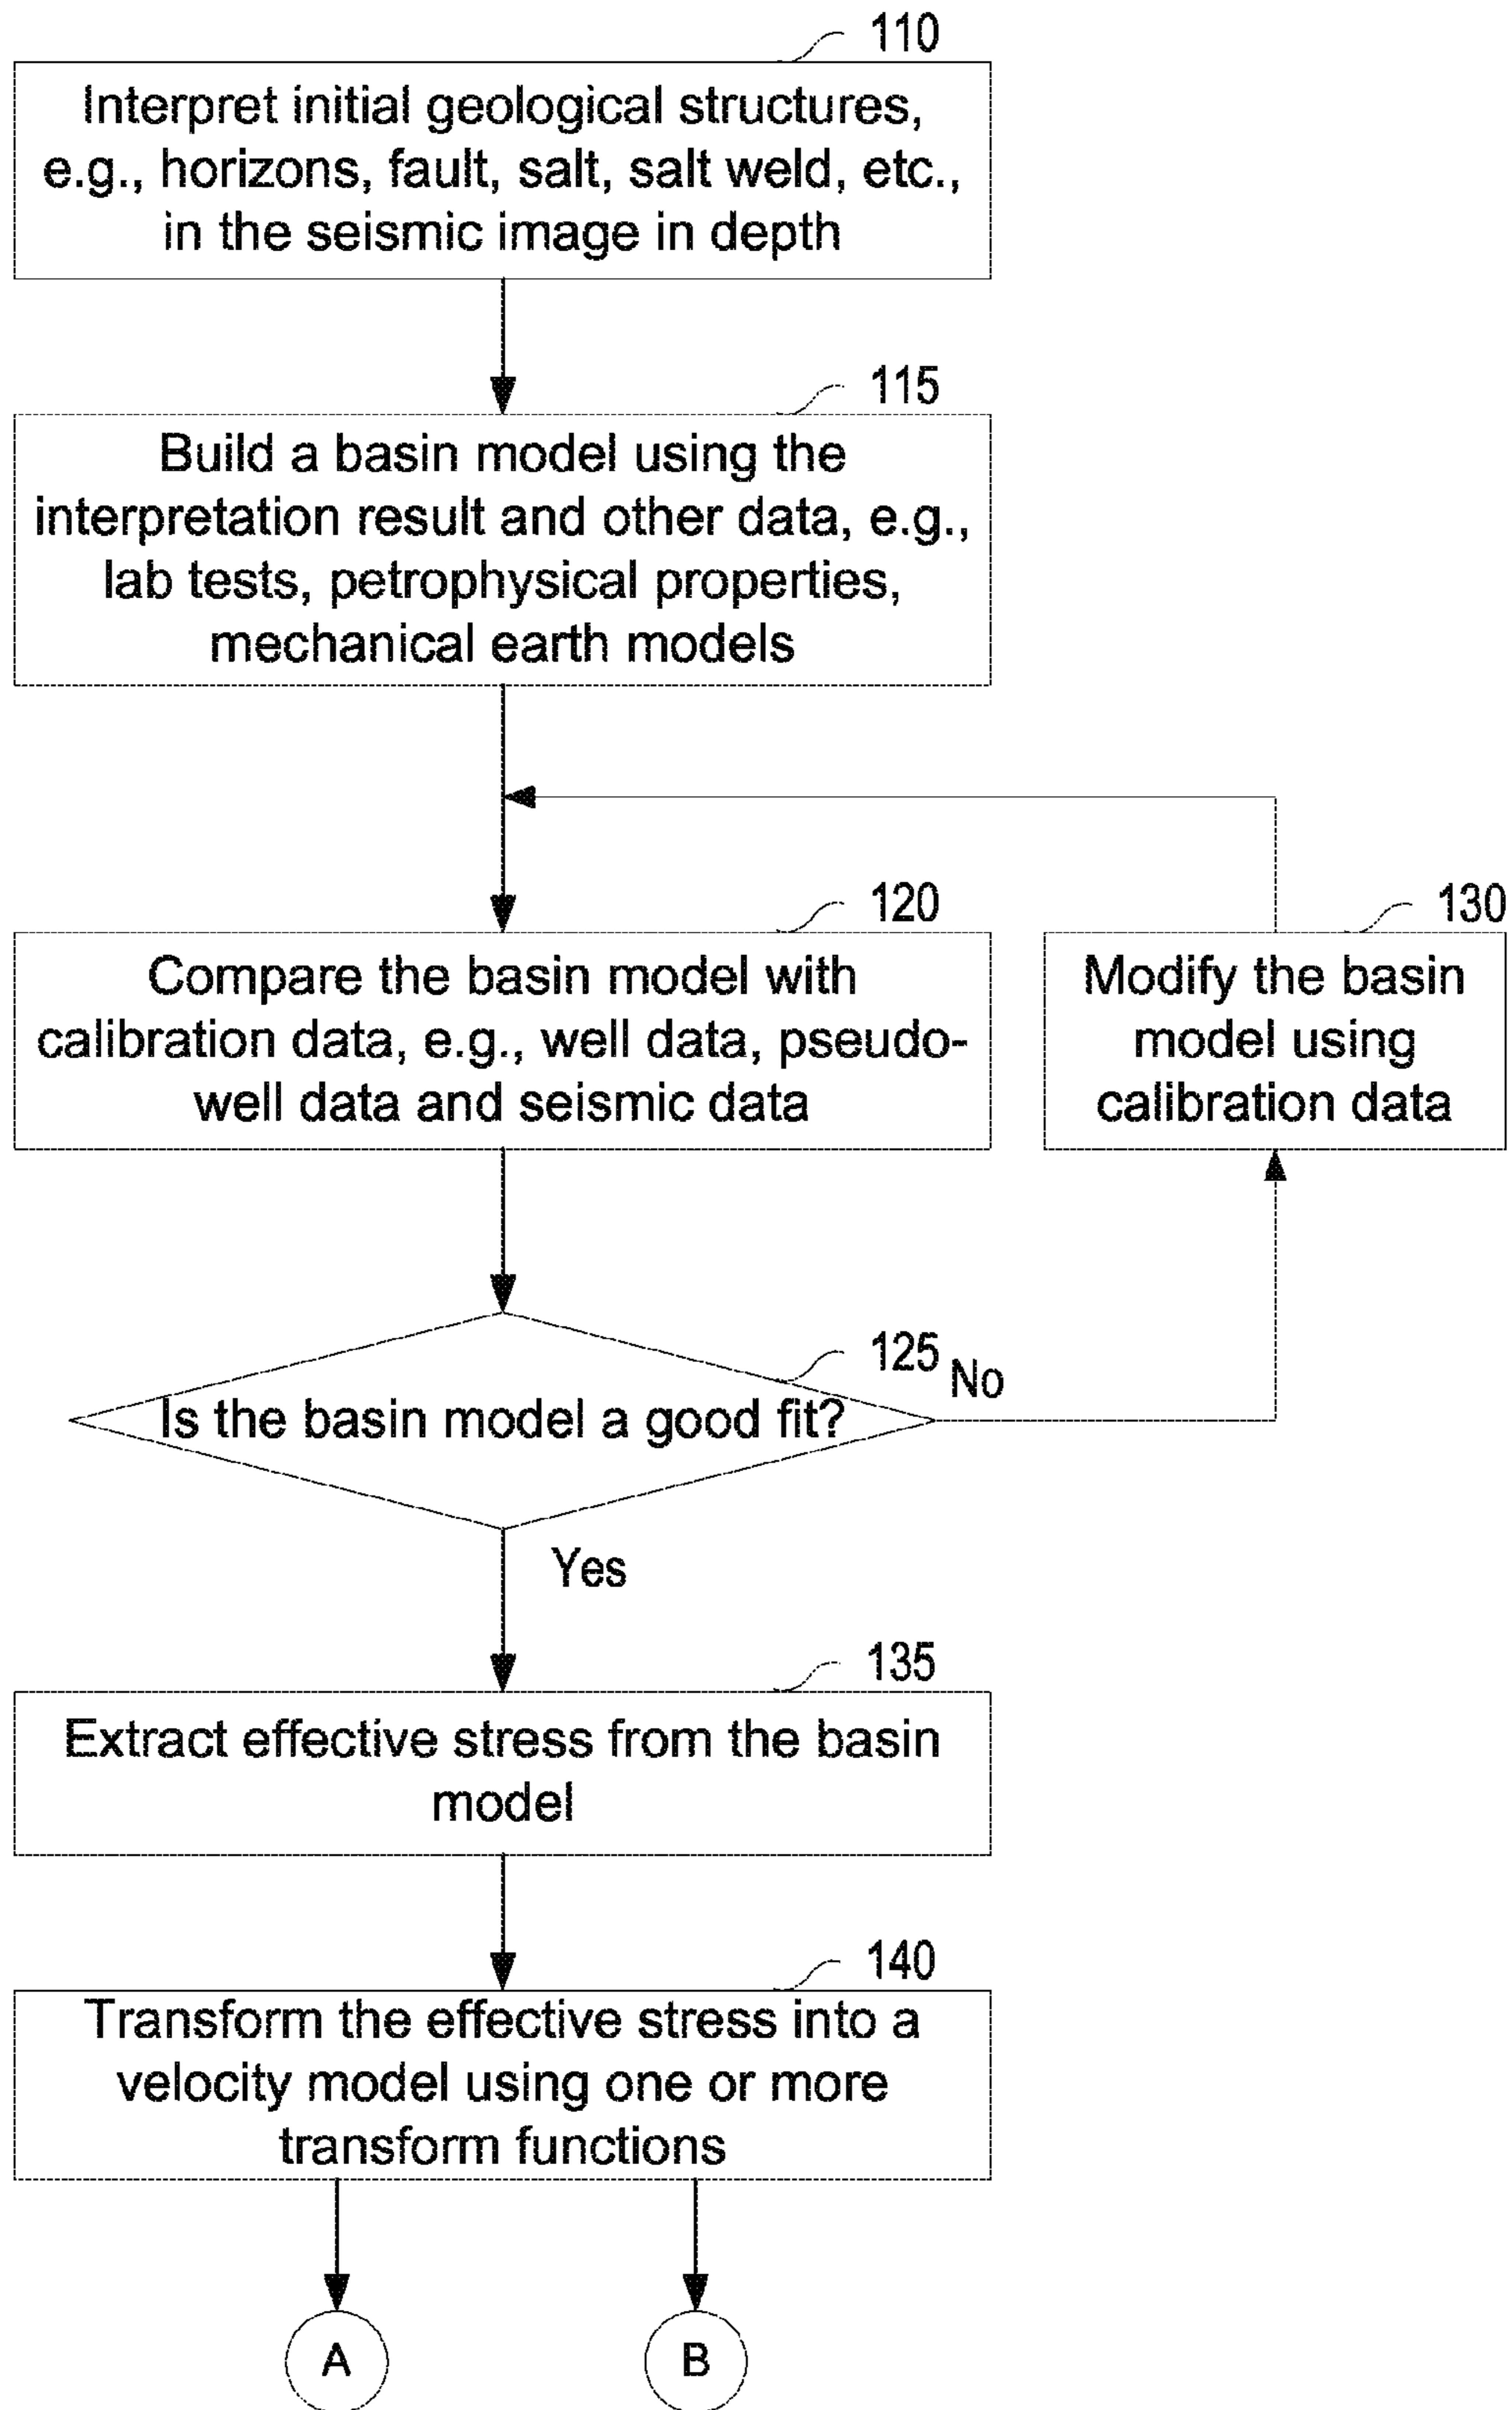 110
Interpret initial geological structures,
e.g., horizons, fault, salt, salt weld, etc.,
in the seismic image in depth
115
Build a basin model using the
interpretation result and other data, e.g.,
lab tests, petrophysical properties,
mechanical earth models
120
Compare the basin model with
calibration data, e.g., well data, pseudo-
well data and seismic data
130
Modify the basin
model using
calibration data
125
No
Is the basin model a good fit?
Yes
135
Extract effective stress from the basin
model
140
Transform the effective stress into a
velocity model using one or more
transform functions
A
B